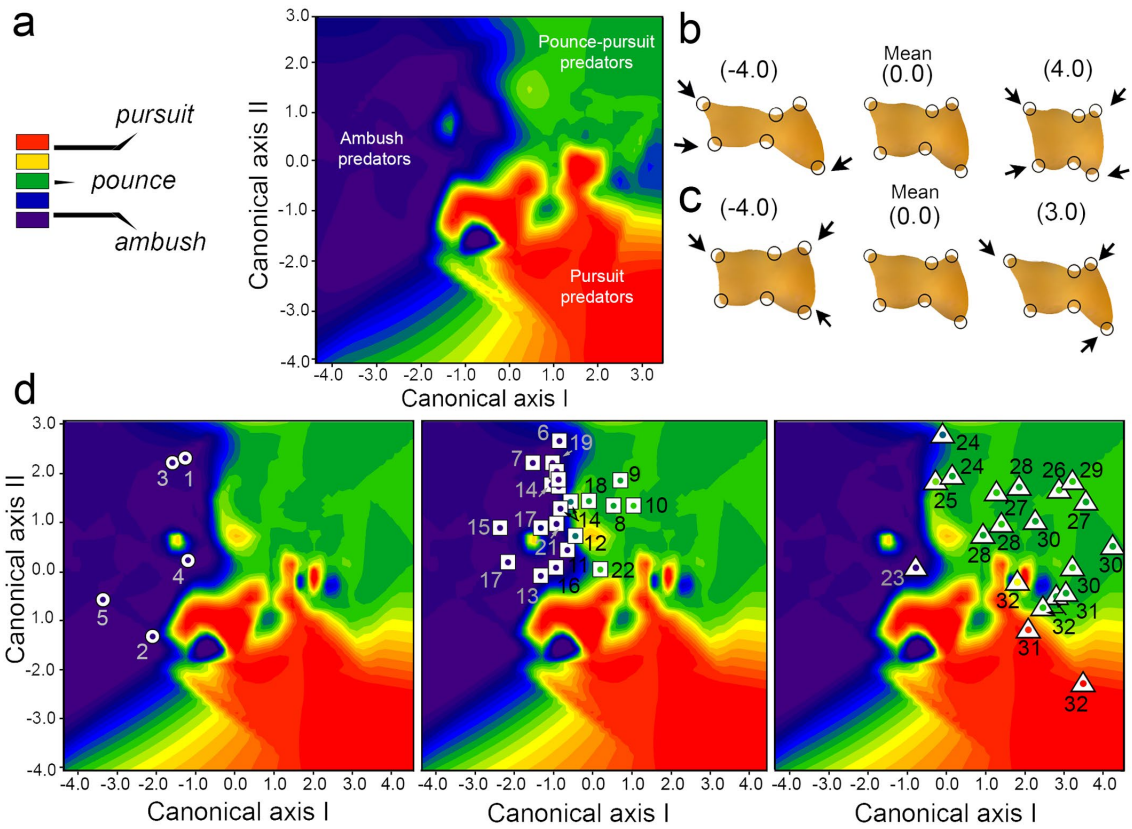 a
pursuit
pounce
ambush
Canonical axis II
3.0
2.0
1.0
0.0
-1.0
-2.0
-3.0
-4.0
Pounce-pursuit
predators
Ambush
predators
Pursuit
predators
-4.0 -3.0 -2.0 -1.0 0.0 1.0 2.0 3.0
Canonical axis I
b
(-4.0)
Mean
(0.0)
(4.0)
c
(-4.0)
Mean
(0.0)
(3.0)
d
Canonical axis II
3.0
2.0
1.0
0.0
-1.0
-2.0
-3.0
-4.0
3 1
4
5
2
-4.0 -3.0 -2.0 -1.0 0.0 1.0 2.0 3.0 4.0
Canonical axis I
6 19
7
9
14 18
10
8
17 14
15
21 12
11
17
13 16 22
-4.0 -3.0 -2.0 -1.0 0.0 1.0 2.0 3.0 4.0
Canonical axis I
24
24 28 26 29
25
27 27
28 28 30
30
23 30
32
31
32
31
32
-4.0 -3.0 -2.0 -1.0 0.0 1.0 2.0 3.0 4.0
Canonical axis I